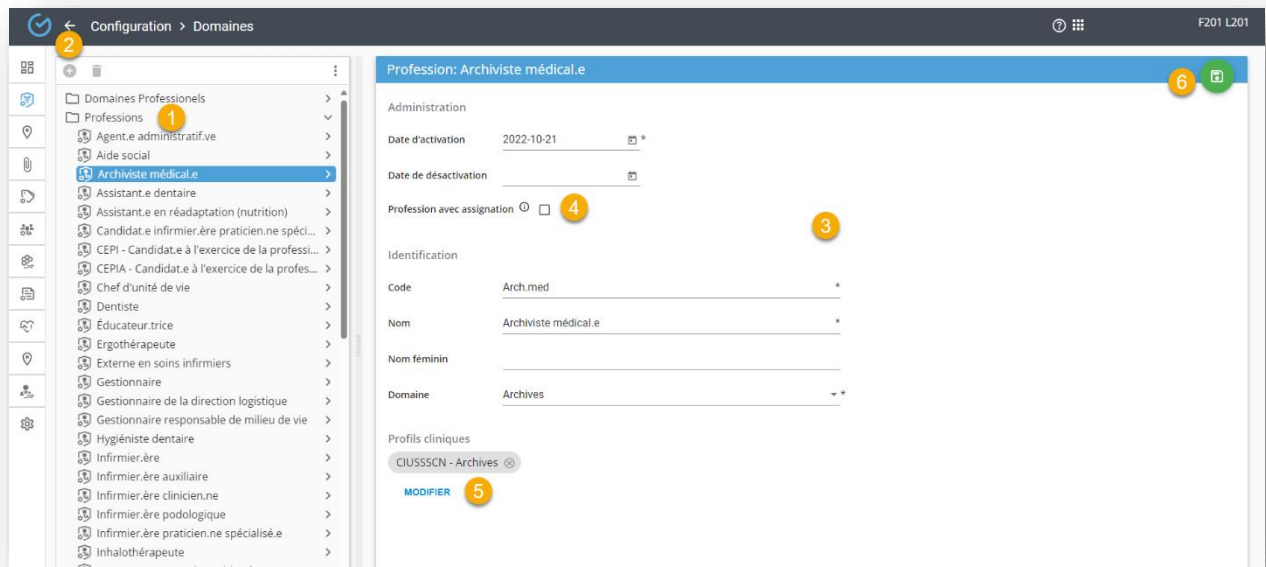 Configuration > Domaines
F201 L201
2
Domaines Professionels
Professions
1
Agent.e administratif.ve
Aide social
Archiviste médical.e
Assistant.e dentaire
Assistant.e en réadaptation (nutrition)
Candidat.e infirmier.ère praticien.ne spéci...
CEPI - Candidat.e à l'exercice de la professi...
CEPIA - Candidat.e à l'exercice de la profes...
Chef d'unité de vie
Dentiste
Éducateur.trice
Ergothérapeute
Externe en soins infirmiers
Gestionnaire
Gestionnaire de la direction logistique
Gestionnaire responsable de milieu de vie
Hygiéniste dentaire
Infirmier.ère
Infirmier.ère auxiliaire
Infirmier.ère clinicien.ne
Infirmier.ère podologique
Infirmier.ère praticien.ne spécialisé.e
Inhalothérapeute
Profession: Archiviste médical.e
6
Administration
Date d'activation 2022-10-21 *
Date de désactivation
Profession avec assignation 4
3
Identification
Code Arch.med *
Nom Archiviste médical.e *
Nom féminin
Domaine Archives *
Profils cliniques
CIUSSSCN - Archives
MODIFIER 5